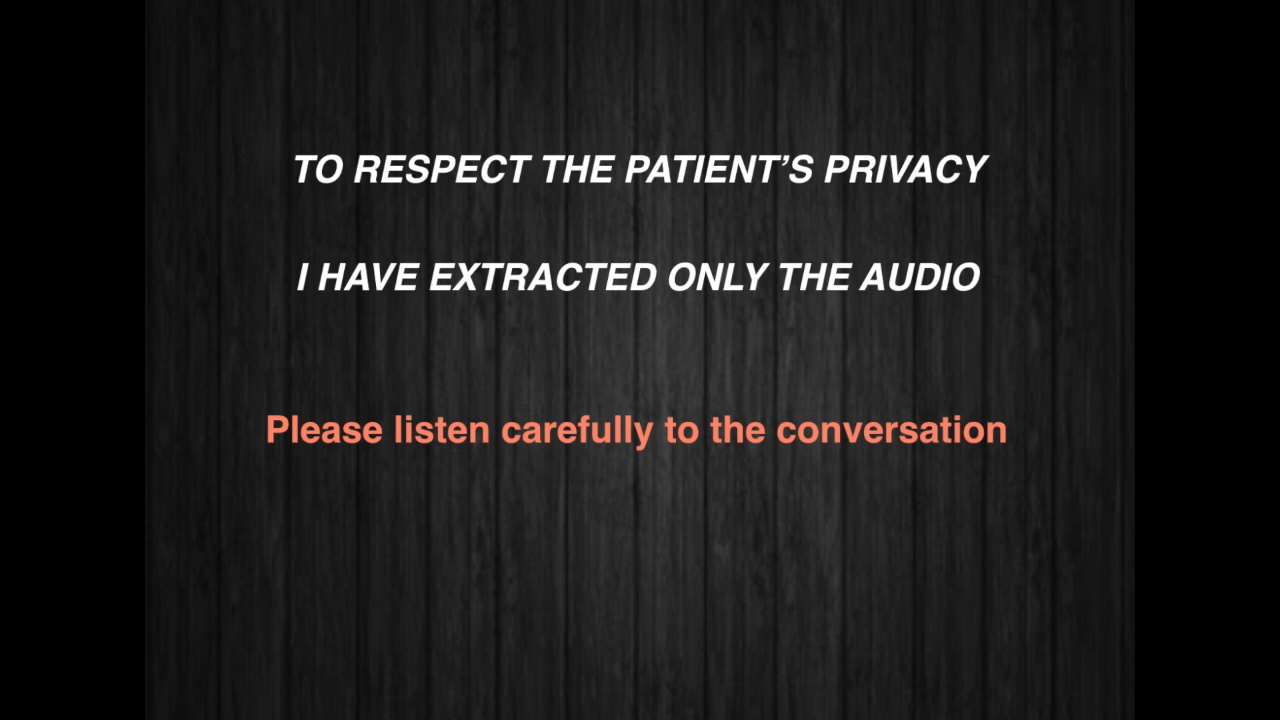 TO RESPECT THE PATIENT’S PRIVACY
I HAVE EXTRACTED ONLY THE AUDIO
Please listen carefully to the conversation